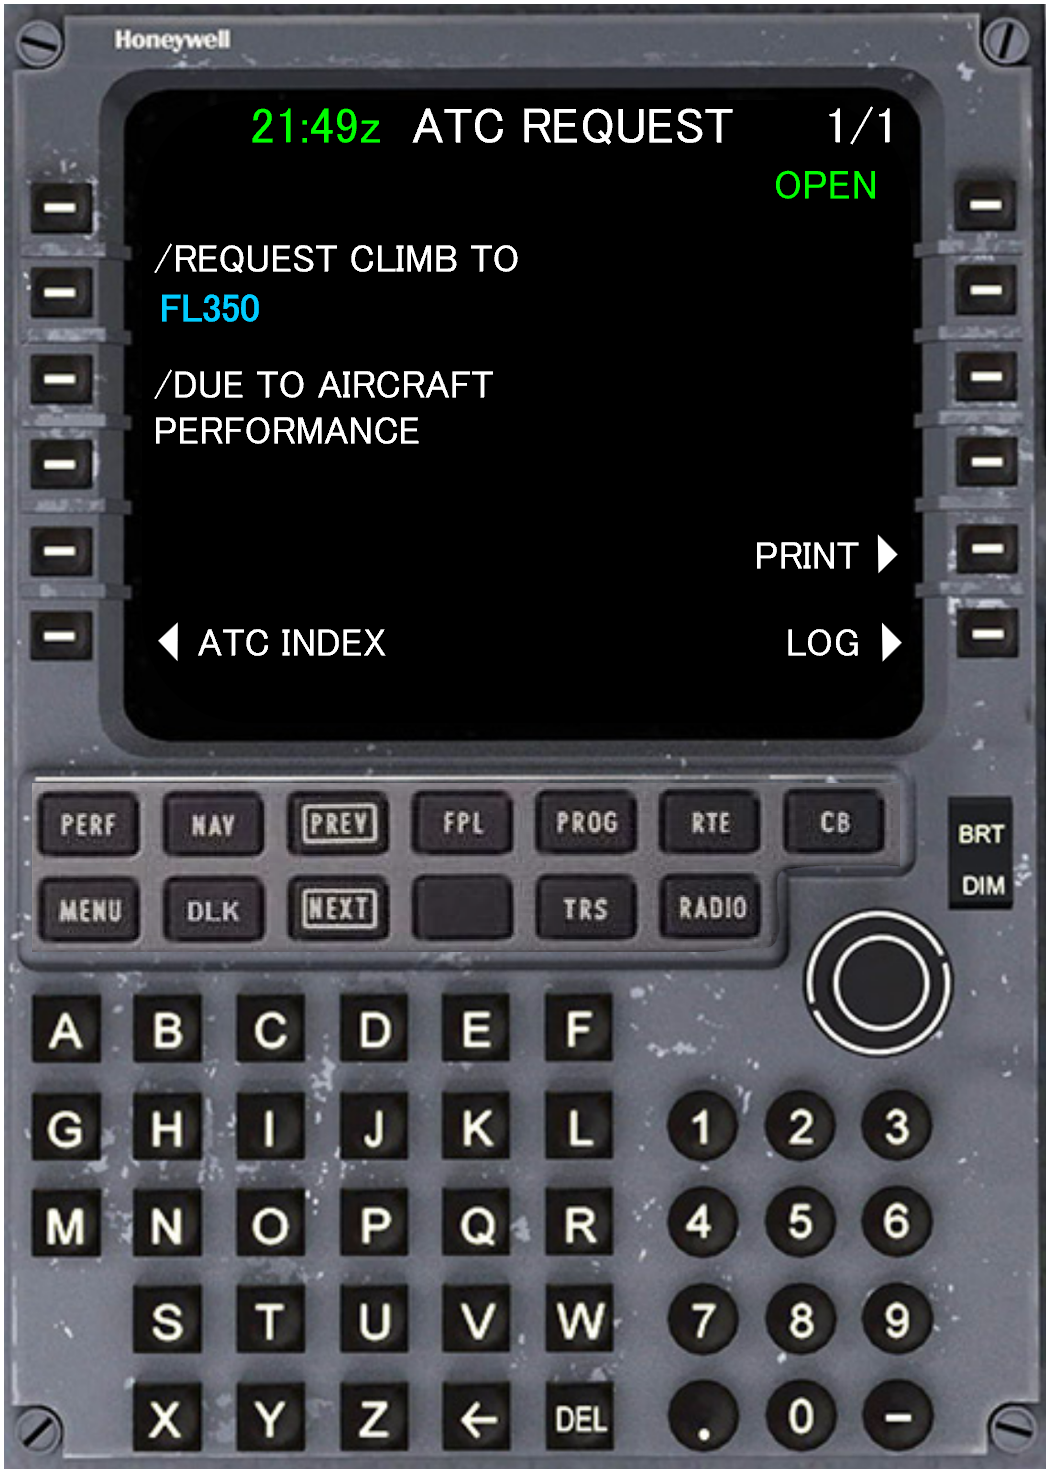 Honeywell
21:49z ATC REQUEST 1/1
OPEN
/REQUEST CLIMB TO
FL350
/DUE TO AIRCRAFT
PERFORMANCE
PRINT
ATC INDEX LOG
PERF NAV PREV FPL PROG RTE CB
MENU DLK NEXT TRS RADIO
BRT
DIM
A B C D E F
G H I J K L 1 2 3
M N O P Q R 4 5 6
S T U V W 7 8 9
X Y Z ← DEL . 0 -